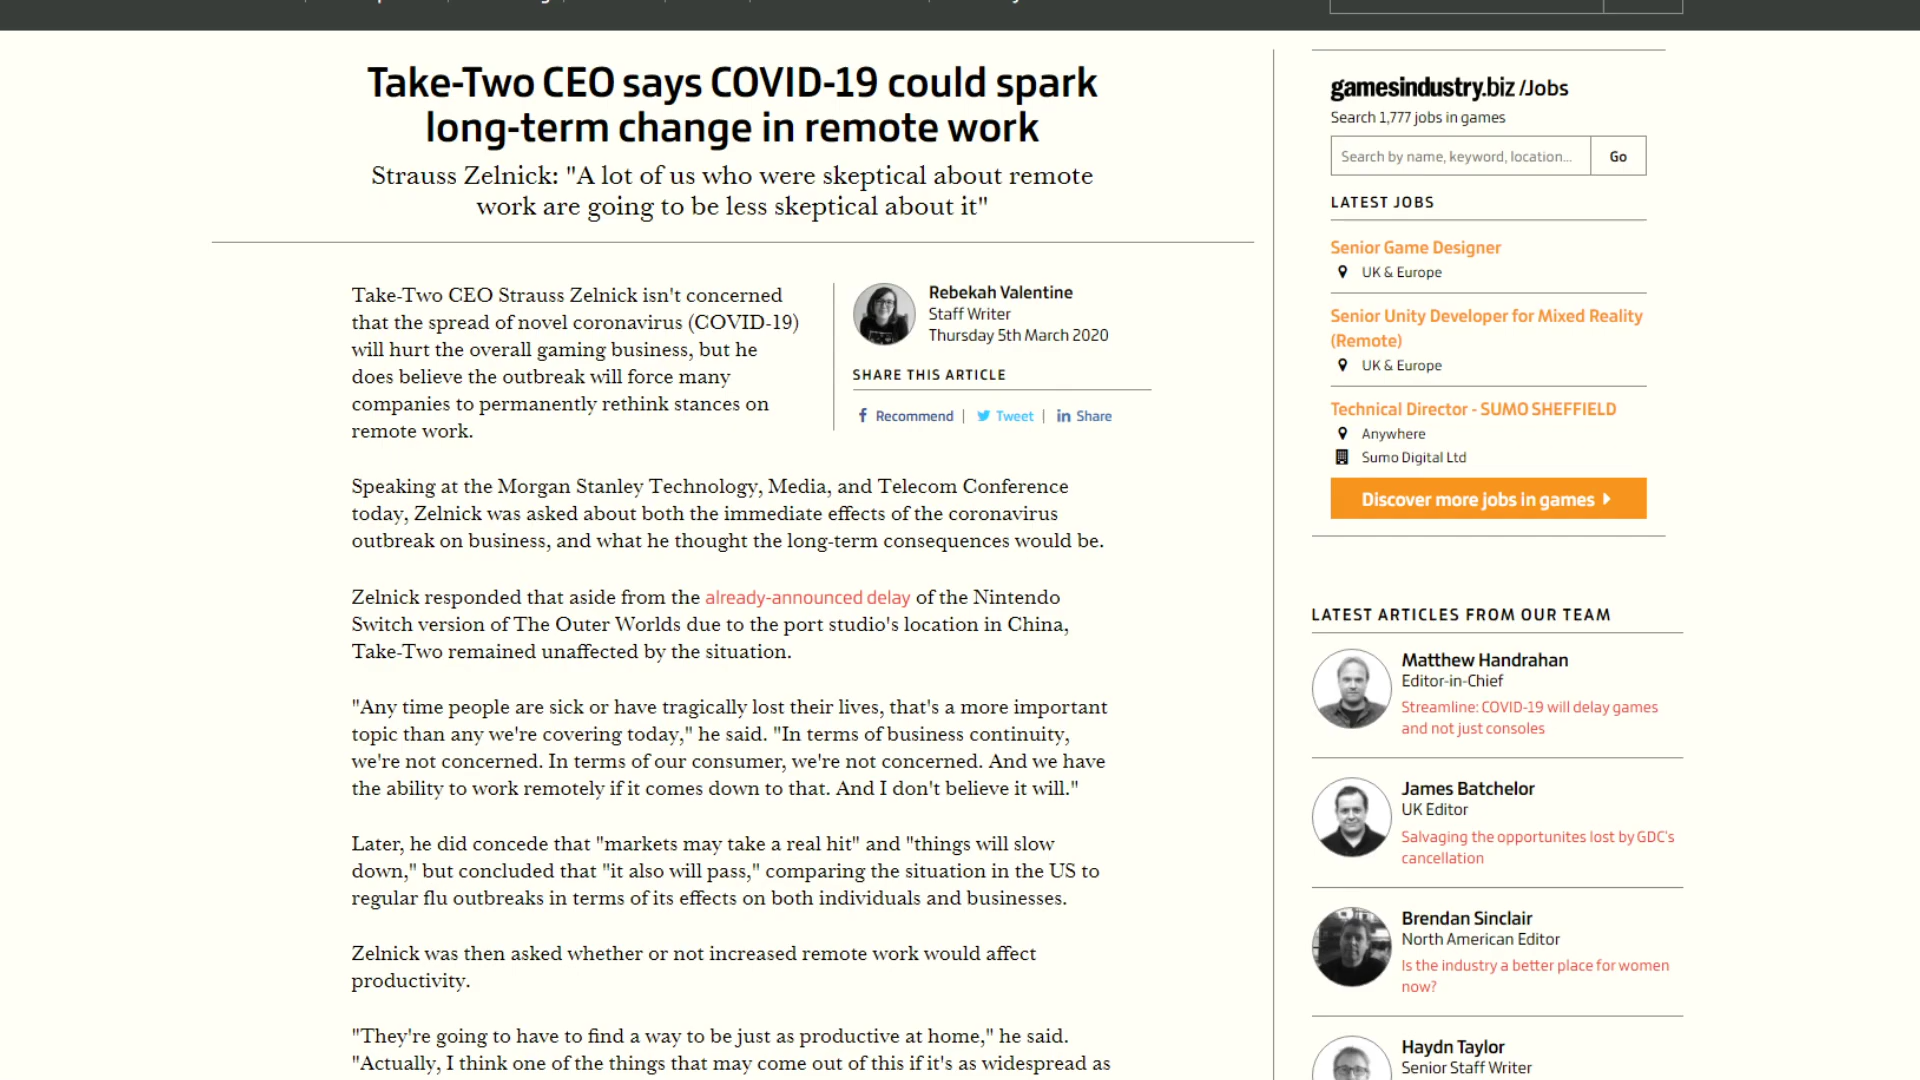 Take-Two CEO says COVID-19 could spark
long-term change in remote work
Strauss Zelnick: "A lot of us who were skeptical about remote
work are going to be less skeptical about it"
Take-Two CEO Strauss Zelnick isn't concerned
that the spread of novel coronavirus (COVID-19)
will hurt the overall gaming business, but he
does believe the outbreak will force many
companies to permanently rethink stances on
remote work.
Rebekah Valentine
Staff Writer
Thursday 5th March 2020
SHARE THIS ARTICLE
Recommend | Tweet | in Share
Speaking at the Morgan Stanley Technology, Media, and Telecom Conference
today, Zelnick was asked about both the immediate effects of the coronavirus
outbreak on business, and what he thought the long-term consequences would be.
Zelnick responded that aside from the already-announced delay of the Nintendo
Switch version of The Outer Worlds due to the port studio's location in China,
Take-Two remained unaffected by the situation.
"Any time people are sick or have tragically lost their lives, that's a more important
topic than any we're covering today," he said. "In terms of business continuity,
we're not concerned. In terms of our consumer, we're not concerned. And we have
the ability to work remotely if it comes down to that. And I don't believe it will."
Later, he did concede that "markets may take a real hit" and "things will slow
down," but concluded that "it also will pass," comparing the situation in the US to
regular flu outbreaks in terms of its effects on both individuals and businesses.
Zelnick was then asked whether or not increased remote work would affect
productivity.
"They're going to have to find a way to be just as productive at home," he said.
"Actually, I think one of the things that may come out of this if it's as widespread as
gamesindustry.biz /Jobs
Search 1,777 jobs in games
Search by name, keyword, location...
Go
LATEST JOBS
Senior Game Designer
UK & Europe
Senior Unity Developer for Mixed Reality
(Remote)
UK & Europe
Technical Director - SUMO SHEFFIELD
Anywhere
Sumo Digital Ltd
Discover more jobs in games
LATEST ARTICLES FROM OUR TEAM
Matthew Handrahan
Editor-in-Chief
Streamline: COVID-19 will delay games
and not just consoles
James Batchelor
UK Editor
Salvaging the opportunites lost by GDC's
cancellation
Brendan Sinclair
North American Editor
Is the industry a better place for women
now?
Haydn Taylor
Senior Staff Writer